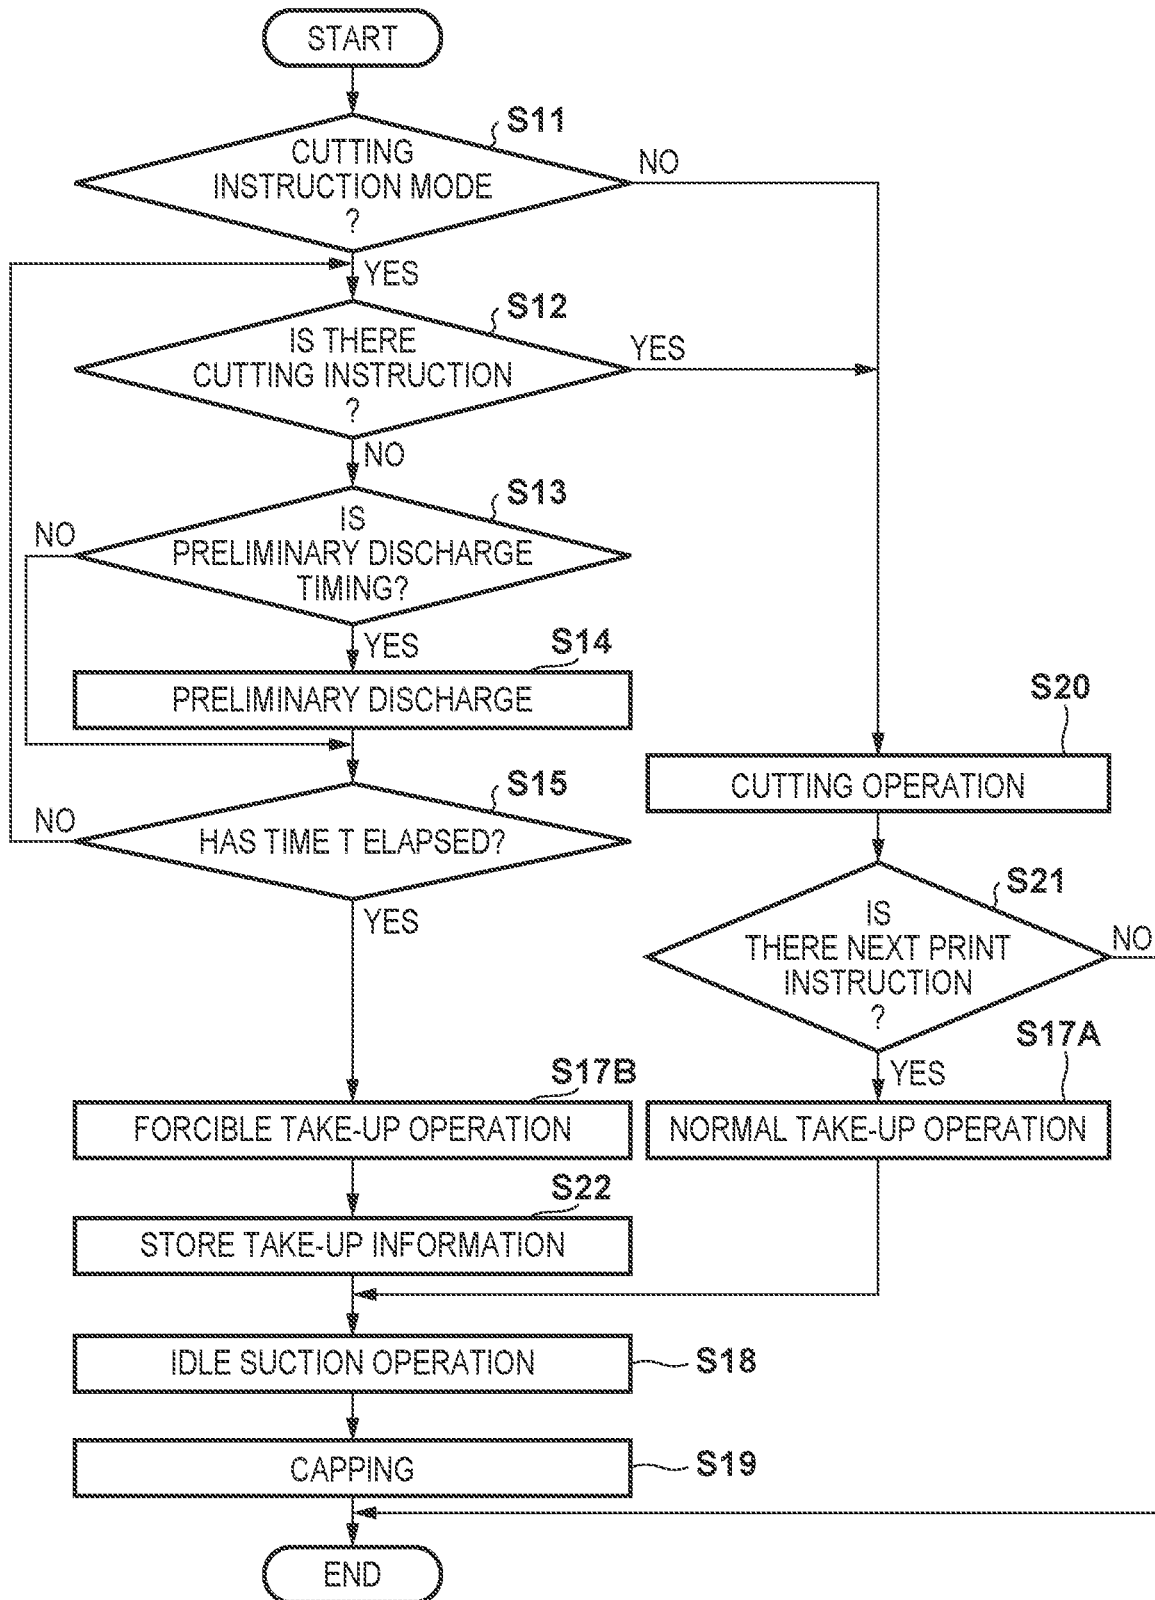 START
S11
CUTTING
INSTRUCTION MODE
?
NO
YES
S12
IS THERE
CUTTING INSTRUCTION
?
YES
NO
S13
IS
PRELIMINARY DISCHARGE
TIMING?
NO
YES
S14
PRELIMINARY DISCHARGE
S15
HAS TIME T ELAPSED?
NO
YES
S20
CUTTING OPERATION
S21
IS
THERE NEXT PRINT
INSTRUCTION
?
NO
YES
S17B
FORCIBLE TAKE-UP OPERATION
S17A
NORMAL TAKE-UP OPERATION
S22
STORE TAKE-UP INFORMATION
IDLE SUCTION OPERATION
S18
CAPPING
S19
END